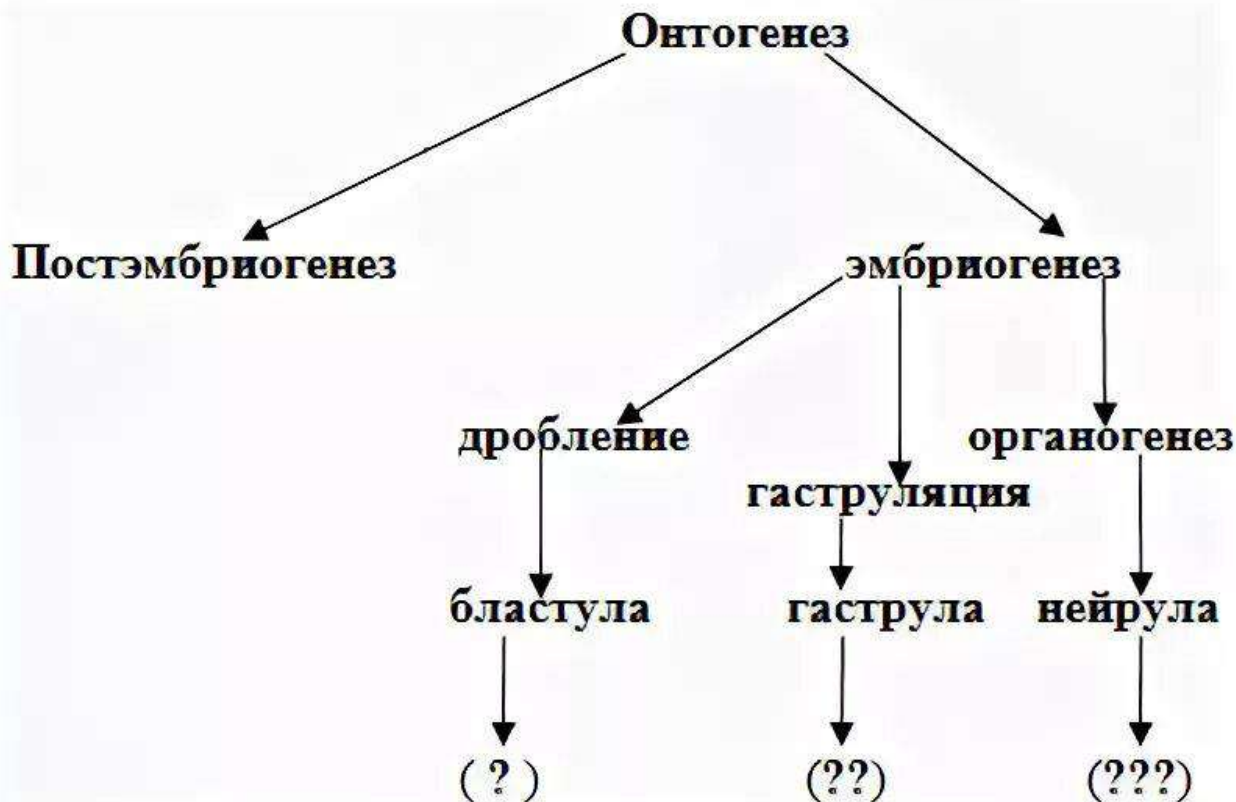 Онтогенез
Постэмбриогенез эмбриогенез
дробление органогенез
гаструляция
бластула гаструла нейрула
( ? ) (??) (???)